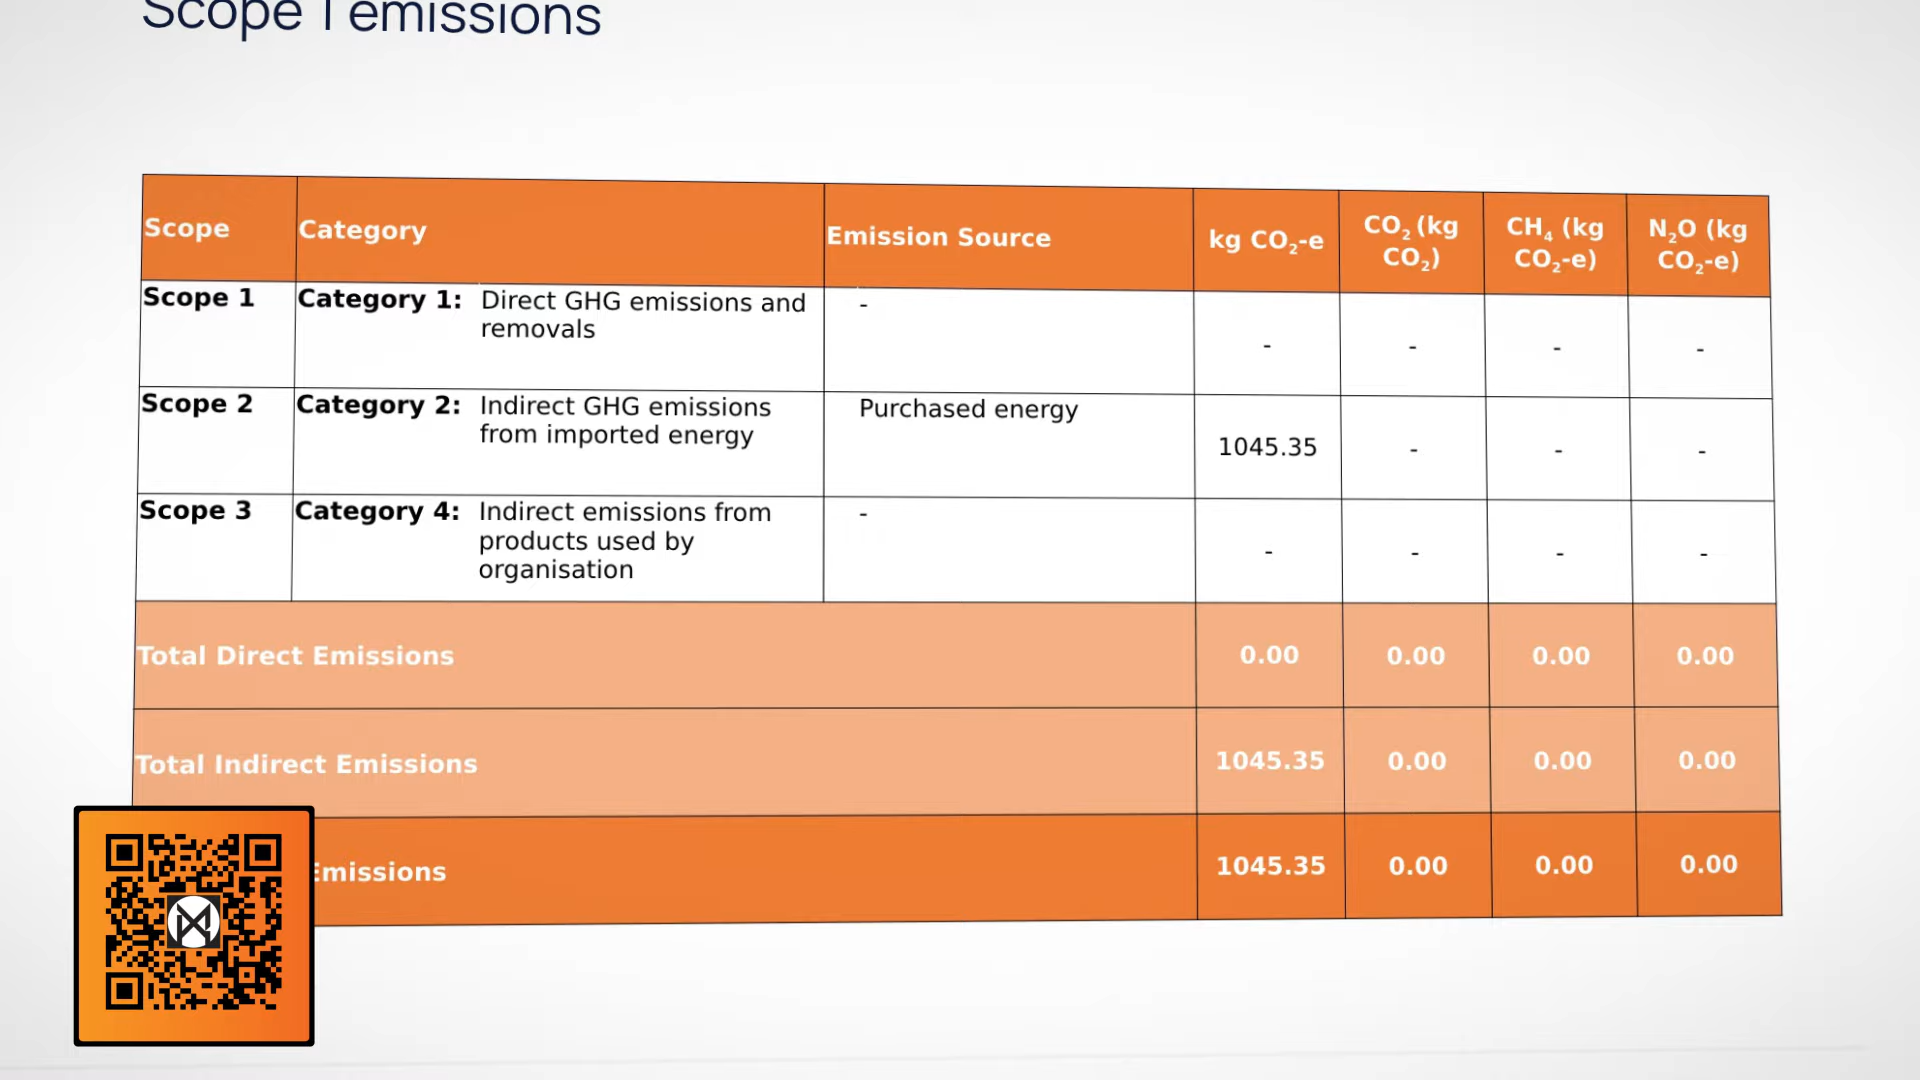 Scope 1 emissions
Scope Category Emission Source kg CO₂-e CO₂ (kg CO₂) CH₄ (kg CO₂-e) N₂O (kg CO₂-e)
Scope 1 Category 1: Direct GHG emissions and removals - - - - -
Scope 2 Category 2: Indirect GHG emissions from imported energy Purchased energy 1045.35 - - -
Scope 3 Category 4: Indirect emissions from products used by organisation - - - - -
Total Direct Emissions 0.00 0.00 0.00 0.00
Total Indirect Emissions 1045.35 0.00 0.00 0.00
Emissions 1045.35 0.00 0.00 0.00